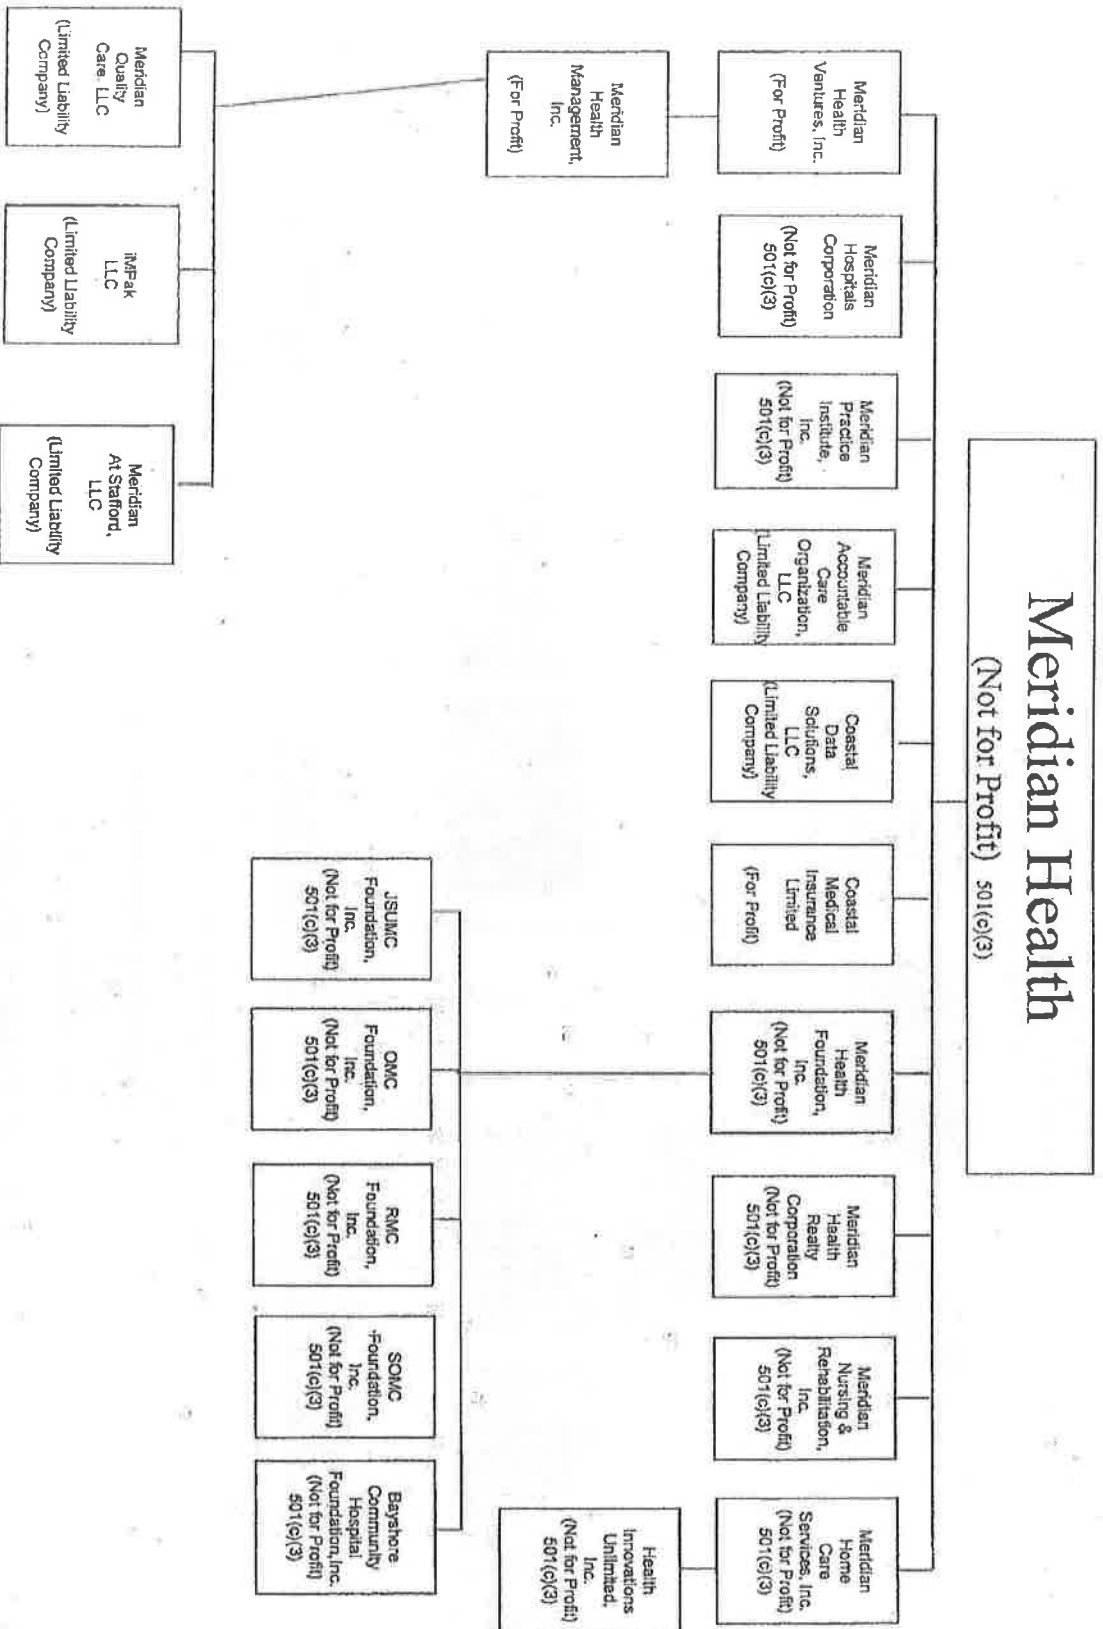 Meridian Health
(Not for Profit) 501(c)(3)
Meridian
Health
Ventures, Inc.
(For Profit)
Meridian
Hospitals
Corporation
(Not for Profit)
501(c)(3)
Meridian
Practice
Institute,
Inc.
(Not for Profit)
501(c)(3)
Meridian
Accountable
Care
Organization,
LLC
(Limited Liability
Company)
Coastal
Data
Solutions,
LLC
(Limited Liability
Company)
Coastal
Medical
Insurance
Limited
(For Profit)
Meridian
Health
Foundation,
Inc.
(Not for Profit)
501(c)(3)
Meridian
Health
Realty
Corporation
(Not for Profit)
501(c)(3)
Meridian
Nursing &
Rehabilitation,
Inc.
(Not for Profit)
501(c)(3)
Meridian
Home
Care
Services, Inc.
(Not for Profit)
501(c)(3)
Meridian
Health
Management,
Inc.
(For Profit)
Health
Innovations
Unlimited,
Inc.
(Not for Profit)
501(c)(3)
JSUMC
Foundation,
Inc.
(Not for Profit)
501(c)(3)
OMC
Foundation,
Inc.
(Not for Profit)
501(c)(3)
RMC
Foundation,
Inc.
(Not for Profit)
501(c)(3)
SOMC
Foundation,
Inc.
(Not for Profit)
501(c)(3)
Bayshore
Community
Hospital
Foundation, Inc.
(Not for Profit)
501(c)(3)
Meridian
Quality
Care, LLC
(Limited Liability
Company)
iMPak
LLC
(Limited Liability
Company)
Meridian
At Stafford,
LLC
(Limited Liability
Company)